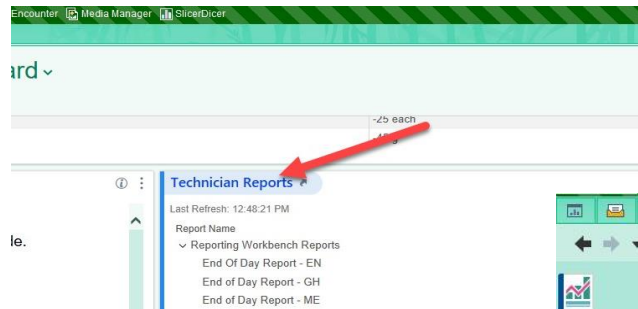 Encounter Media Manager SlicerDicer
ard
-25 each
Technician Reports
Last Refresh: 12:48:21 PM
Report Name
le.
Reporting Workbench Reports
End Of Day Report - EN
End of Day Report - GH
End of Day Report - ME